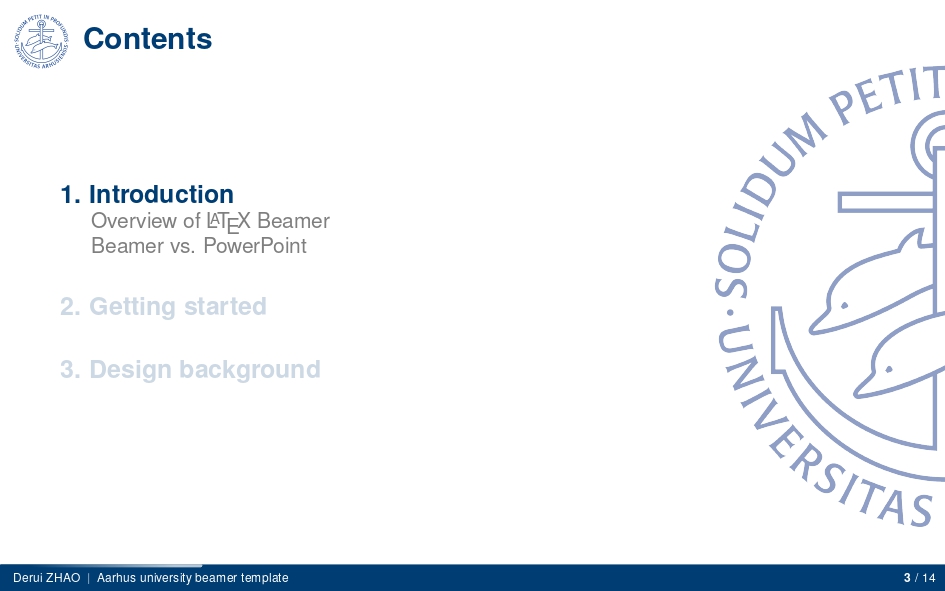 SOLIDUM PETIT IN PROFUNDIS
· UNIVERSITAS ARHUSIENSIS ·
Contents
SOLIDUM PETIT
· UNIVERSITAS
1. Introduction
Overview of LATEX Beamer
Beamer vs. PowerPoint
2. Getting started
3. Design background
Derui ZHAO | Aarhus university beamer template
3 / 14